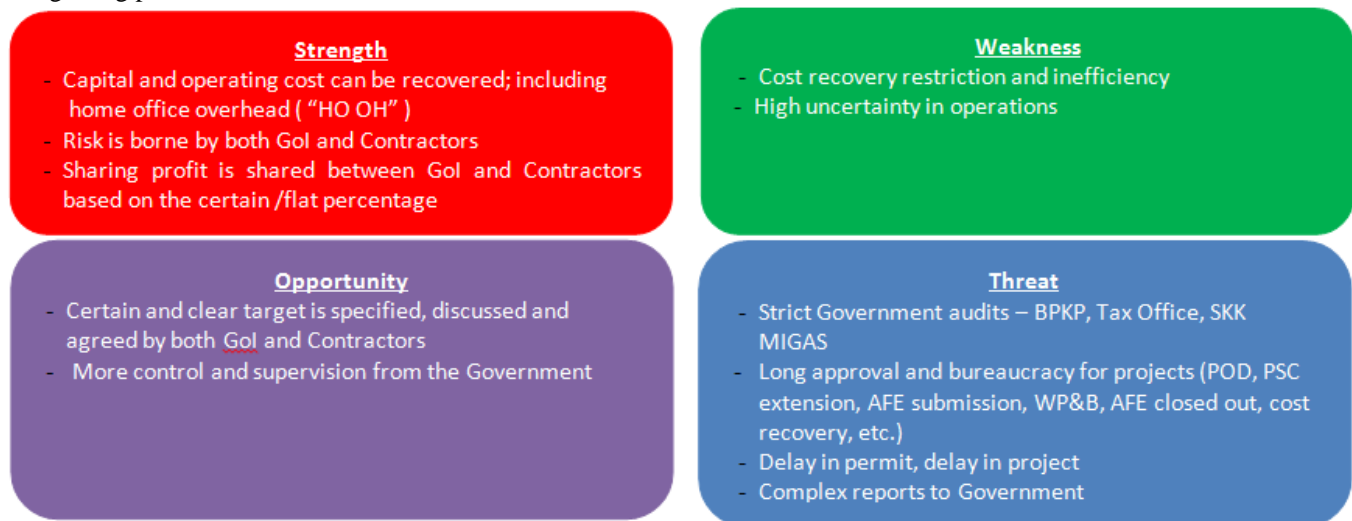 Strength
- Capital and operating cost can be recovered; including
home office overhead ( “HO OH” )
- Risk is borne by both GoI and Contractors
- Sharing profit is shared between GoI and Contractors
based on the certain /flat percentage
Weakness
- Cost recovery restriction and inefficiency
- High uncertainty in operations
Opportunity
- Certain and clear target is specified, discussed and
agreed by both GoI and Contractors
- More control and supervision from the Government
Threat
- Strict Government audits – BPKP, Tax Office, SKK
MIGAS
- Long approval and bureaucracy for projects (POD, PSC
extension, AFE submission, WP&B, AFE closed out, cost
recovery, etc.)
- Delay in permit, delay in project
- Complex reports to Government